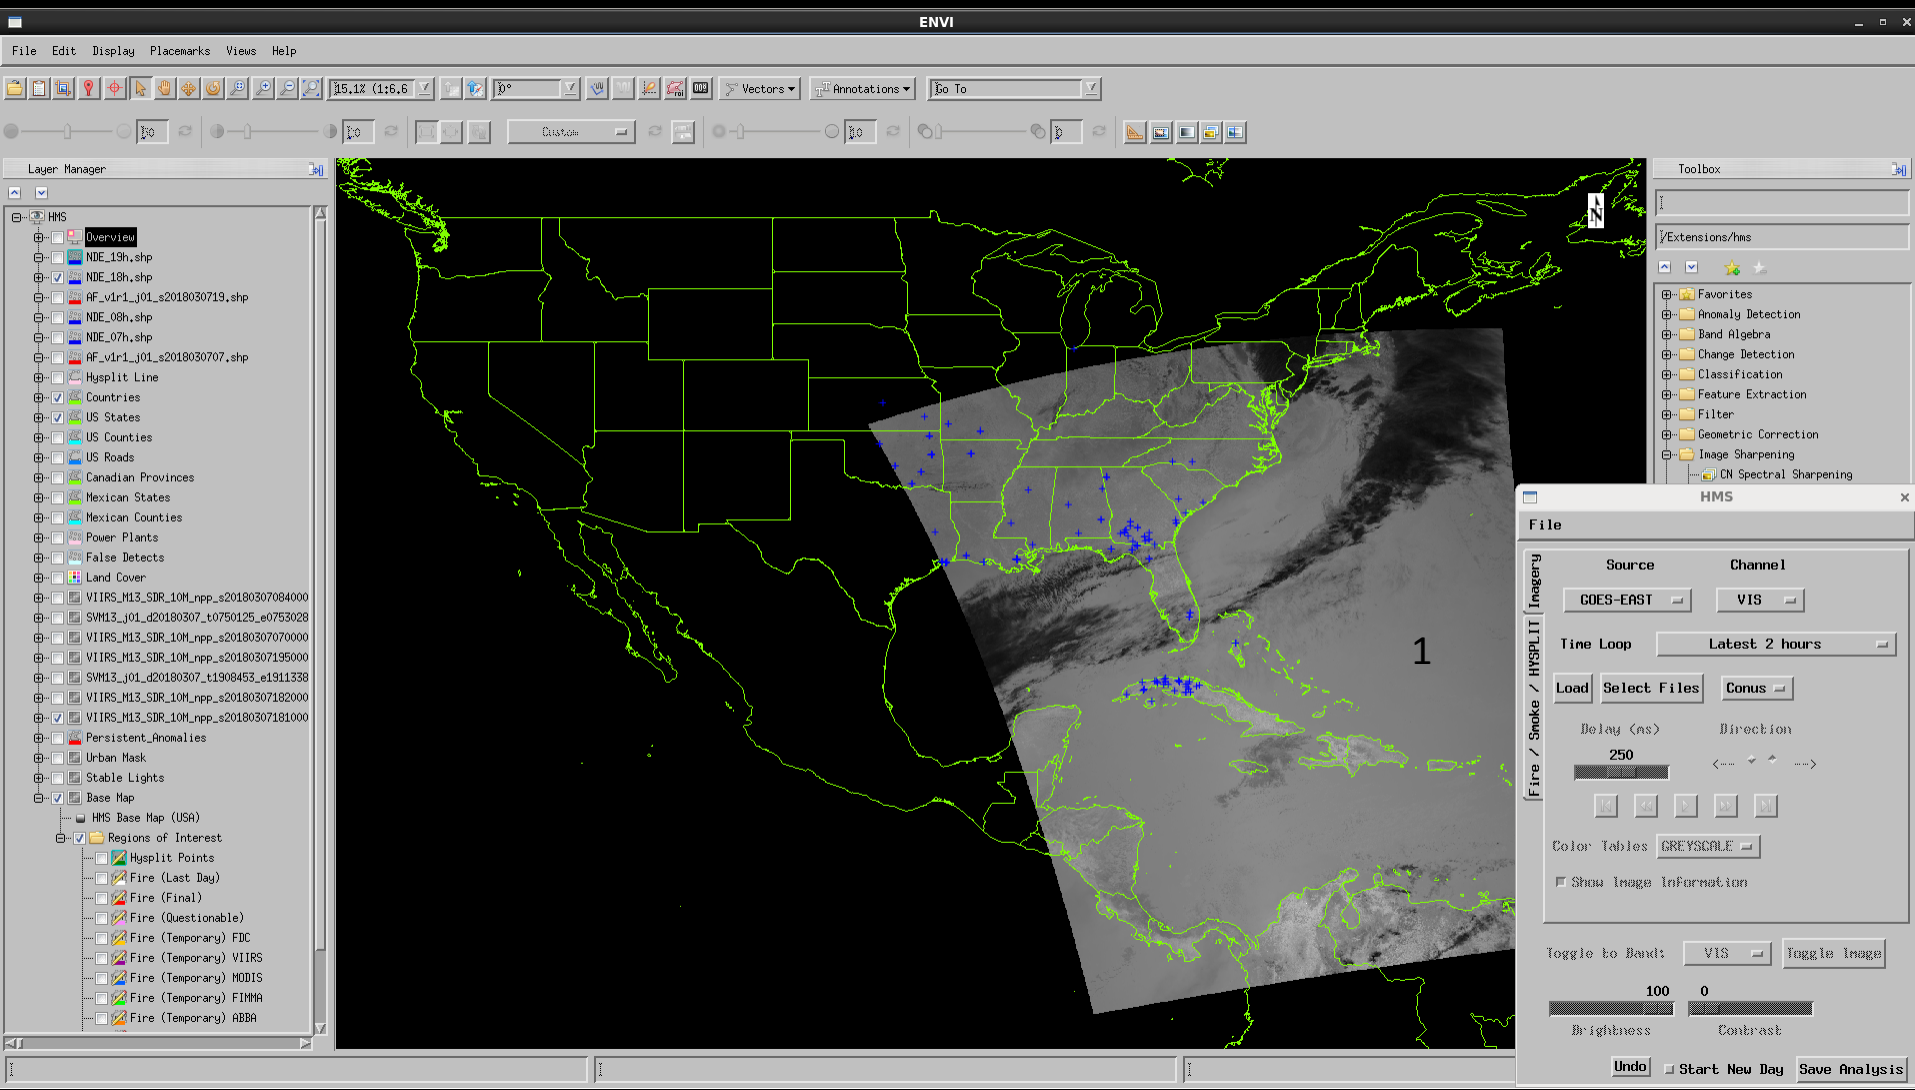 ENVI
File Edit Display Placemarks Views Help
15.1% (1:6.6 0° Vectors Annotations Go To
Custom
Layer Manager
HMS
Overview
NDE_19h.shp
NDE_18h.shp
AF_v1r1_j01_s2018030719.shp
NDE_08h.shp
NDE_07h.shp
AF_v1r1_j01_s2018030707.shp
Hysplit Line
Countries
US States
US Counties
US Roads
Canadian Provinces
Mexican States
Mexican Counties
Power Plants
False Detects
Land Cover
VIIRS_M13_SDR_10M_npp_s20180307084000
SVM13_j01_d20180307_t0750125_e0753028
VIIRS_M13_SDR_10M_npp_s20180307070000
VIIRS_M13_SDR_10M_npp_s20180307195000
SVM13_j01_d20180307_t1908453_e1911338
VIIRS_M13_SDR_10M_npp_s20180307182000
VIIRS_M13_SDR_10M_npp_s20180307181000
Persistent_Anomalies
Urban Mask
Stable Lights
Base Map
HMS Base Map (USA)
Regions of Interest
Hysplit Points
Fire (Last Day)
Fire (Final)
Fire (Questionable)
Fire (Temporary) FDC
Fire (Temporary) VIIRS
Fire (Temporary) MODIS
Fire (Temporary) FIMMA
Fire (Temporary) ABBA
N
1
Toolbox
/Extensions/hms
Favorites
Anomaly Detection
Band Algebra
Change Detection
Classification
Feature Extraction
Filter
Geometric Correction
Image Sharpening
CN Spectral Sharpening
HMS
File
Imagery
Fire / Smoke / HYSPLIT
Source Channel
GOES-EAST VIS
Time Loop Latest 2 hours
Load Select Files Conus
Delay (ms) Direction
250
<--- --->
Color Tables GREYSCALE
Show Image Information
Toggle to Band: VIS Toggle Image
100 0
Brightness Contrast
Undo Start New Day Save Analysis